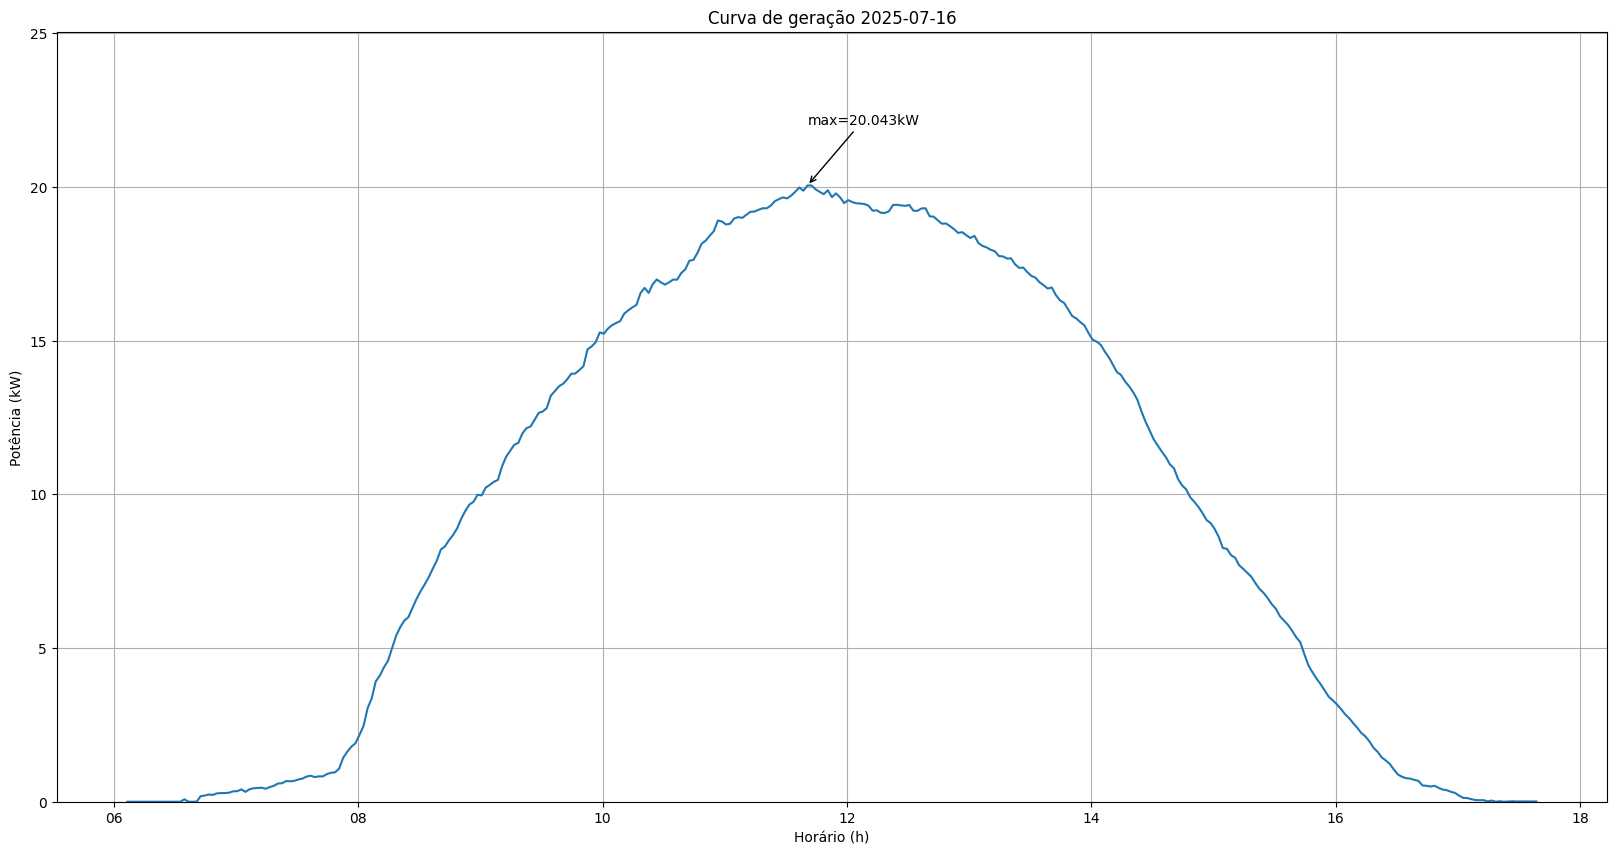 Curva de geração 2025-07-16
25
max=20.043kW
20
15
Potência (kW)
10
5
0
06 08 10 12 14 16 18
Horário (h)